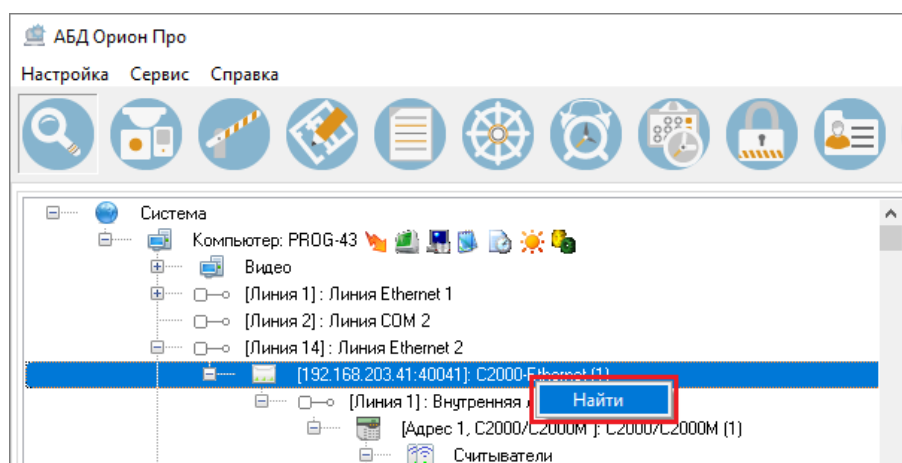 АБД Орион Про
Настройка Сервис Справка
Система
Компьютер: PROG-43
Видео
[Линия 1] : Линия Ethernet 1
[Линия 2] : Линия COM 2
[Линия 14] : Линия Ethernet 2
[192.168.203.41:40041]: C2000-Ethernet (1)
[Линия 1] : Внутренняя
Найти
[Адрес 1, С2000/С2000М ]: С2000/С2000М (1)
Считыватели